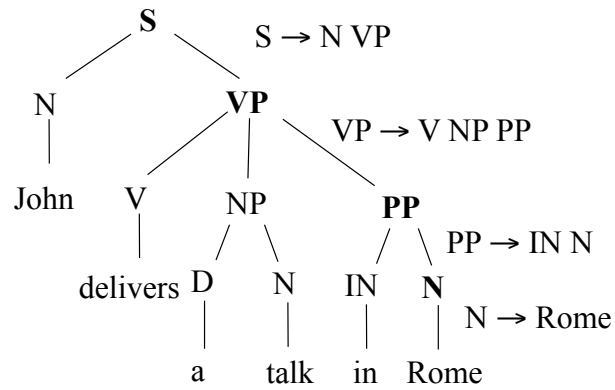 S
S → N VP
N
VP
VP → V NP PP
John
V
NP
PP
PP → IN N
delivers
D
N
IN
N
N → Rome
a
talk
in
Rome